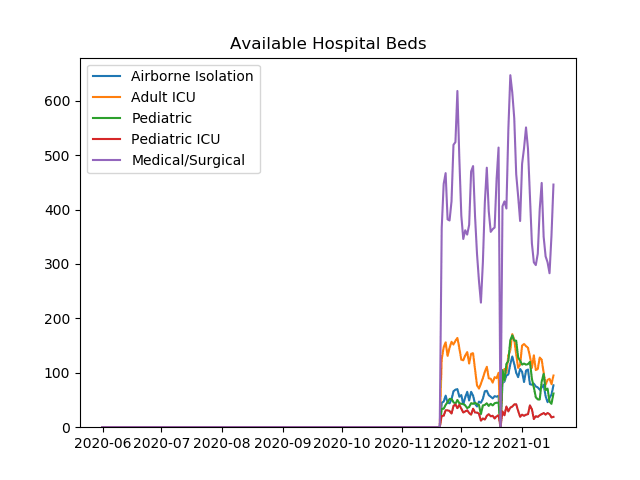 Available Hospital Beds
Airborne Isolation
Adult ICU
Pediatric
Pediatric ICU
Medical/Surgical
600
500
400
300
200
100
0
2020-06 2020-07 2020-08 2020-09 2020-10 2020-11 2020-12 2021-01